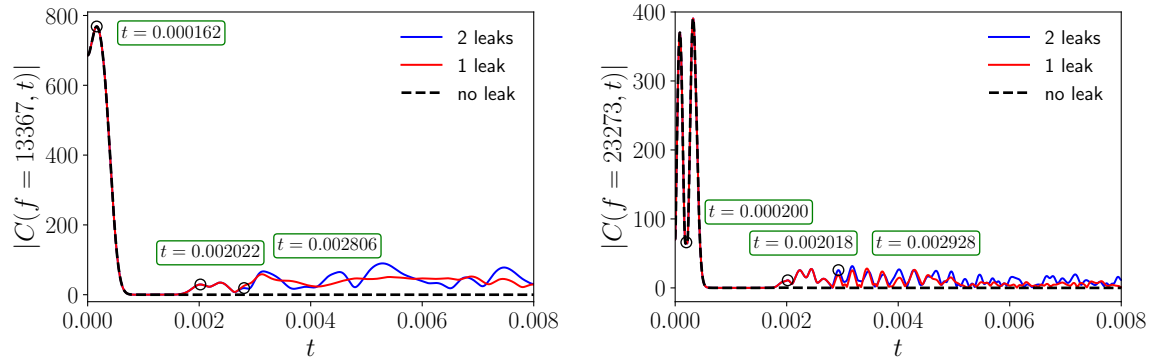 |C(f = 13367, t)|
800
600
400
200
0
t = 0.000162
t = 0.002022
t = 0.002806
2 leaks
1 leak
no leak
0.000 0.002 0.004 0.006 0.008
t
|C(f = 23273, t)|
400
300
200
100
0
t = 0.000200
t = 0.002018
t = 0.002928
2 leaks
1 leak
no leak
0.000 0.002 0.004 0.006 0.008
t